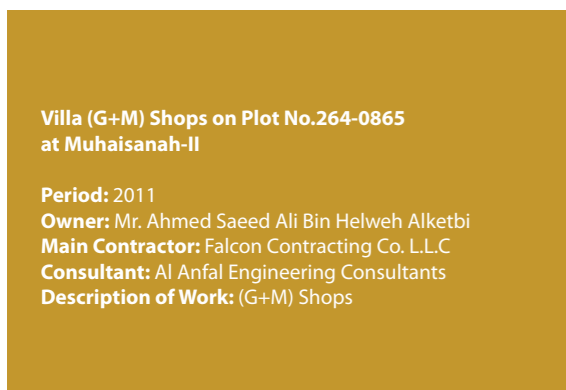 Villa (G+M) Shops on Plot No.264-0865
at Muhaisanah-II
Period: 2011
Owner: Mr. Ahmed Saeed Ali Bin Helweh Alketbi
Main Contractor: Falcon Contracting Co. L.L.C
Consultant: Al Anfal Engineering Consultants
Description of Work: (G+M) Shops